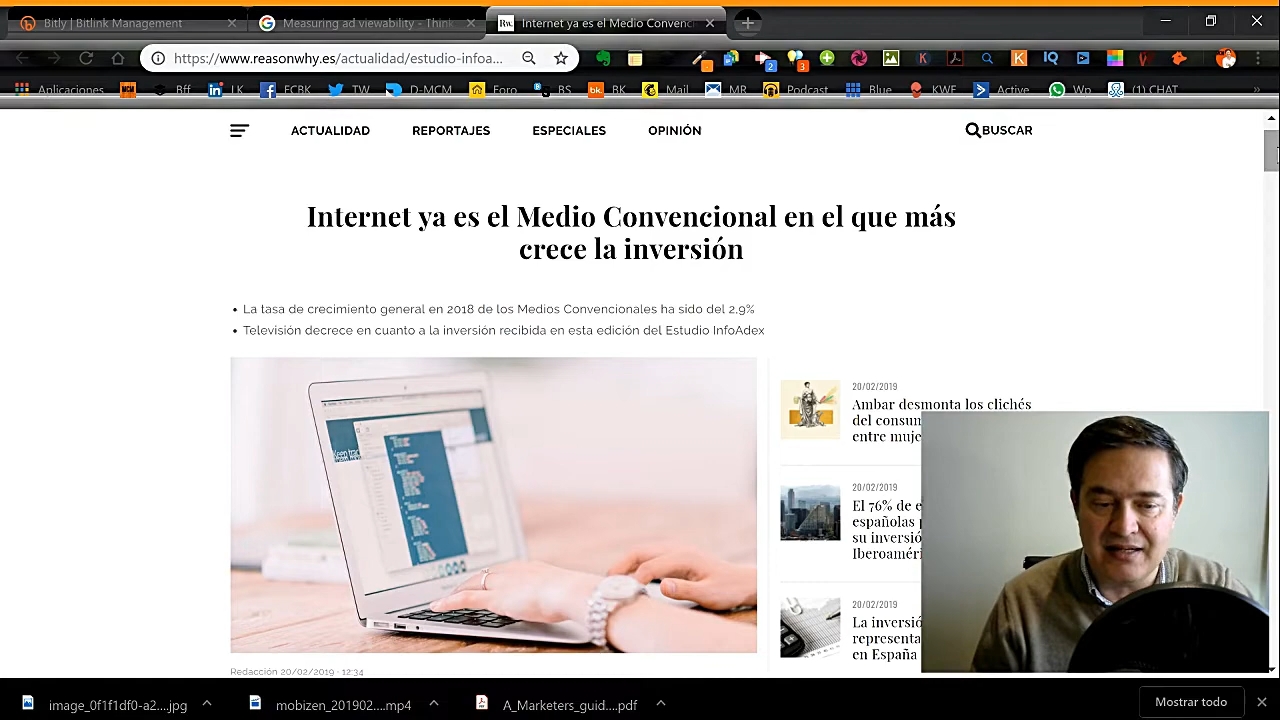 Bitly | Bitlink Management
Measuring ad viewability - Think
Internet ya es el Medio Convenci
https://www.reasonwhy.es/actualidad/estudio-infoa...
Aplicaciones MCM Bff LK FCBK TW D-MCM Foro BS BK Mail MR Podcast Blue KWF Active Wp (1) CHAT
ACTUALIDAD REPORTAJES ESPECIALES OPINIÓN BUSCAR
Internet ya es el Medio Convencional en el que más
crece la inversión
• La tasa de crecimiento general en 2018 de los Medios Convencionales ha sido del 2,9%
• Televisión decrece en cuanto a la inversión recibida en esta edición del Estudio InfoAdex
20/02/2019
Ambar desmonta los clichés
del consum
entre muje
20/02/2019
El 76% de e
españolas
su inversió
Iberoaméri
20/02/2019
La inversió
representa
en España
Redacción 20/02/2019 - 12:34
image_0f1f1df0-a2....jpg
mobizen_201902....mp4
A_Marketers_guid....pdf
Mostrar todo